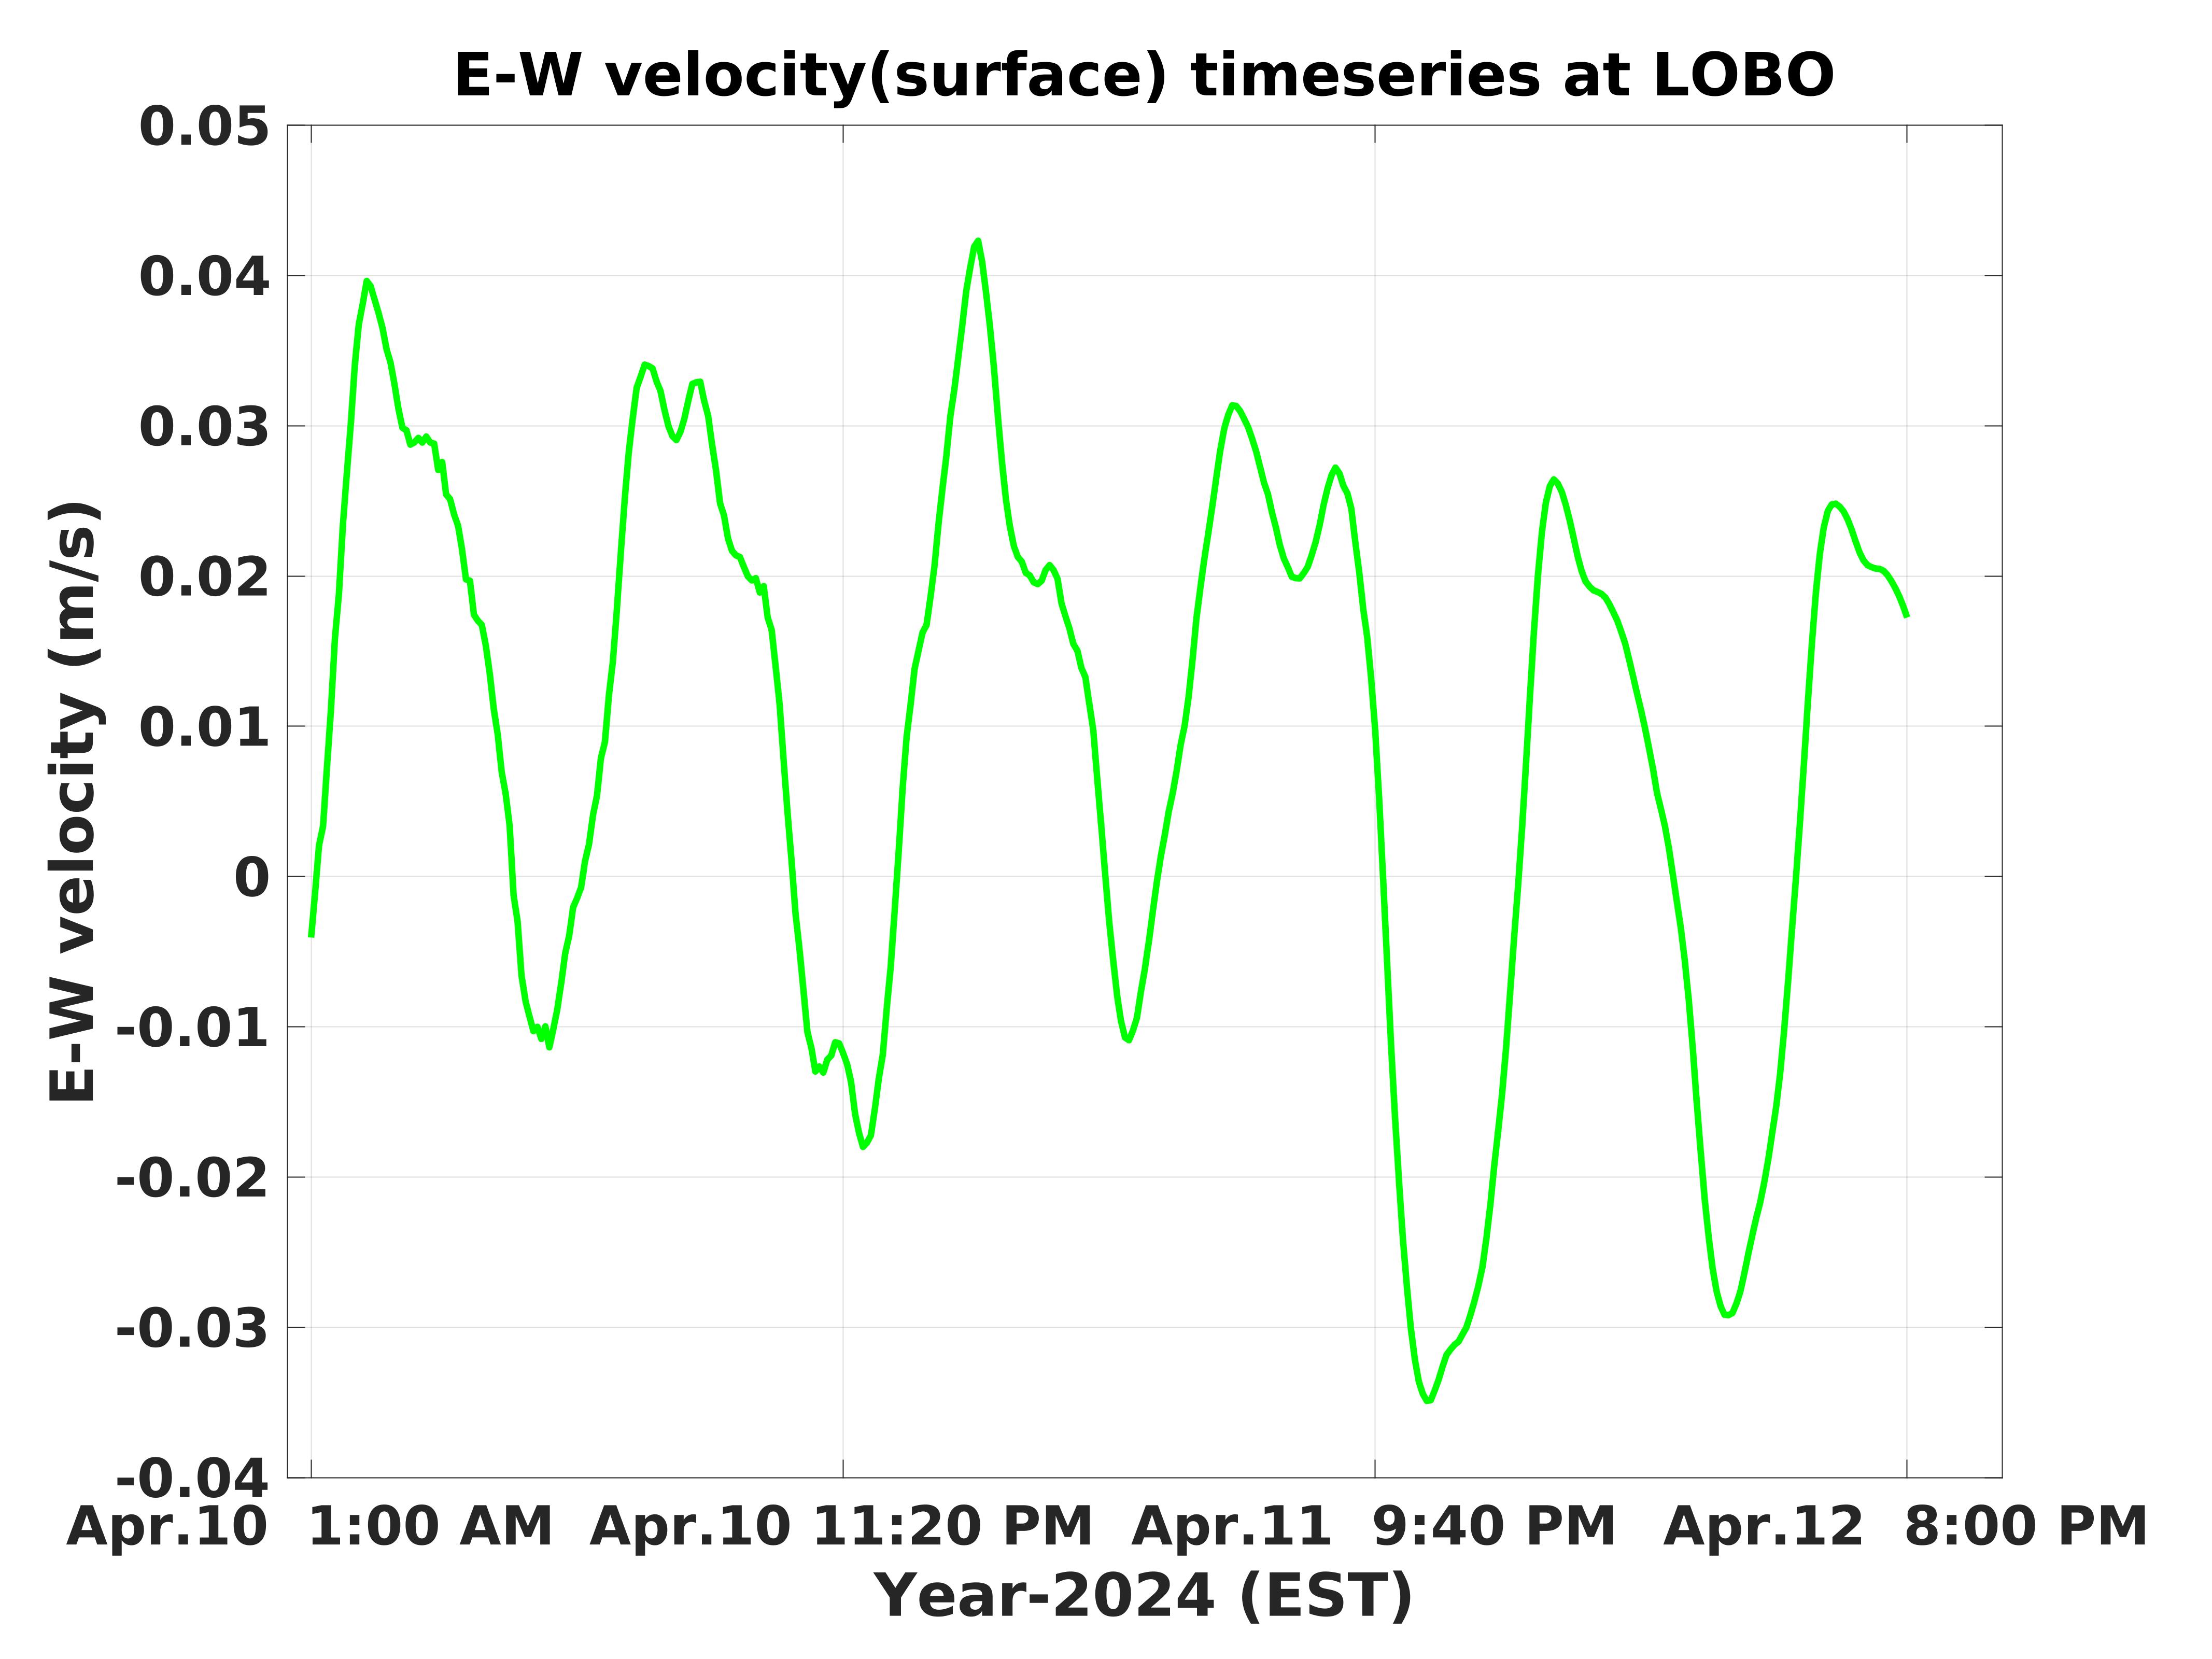 E-W velocity(surface) timeseries at LOBO
0.05
0.04
0.03
0.02
0.01
0
-0.01
-0.02
-0.03
-0.04
E-W velocity (m/s)
Apr.10 1:00 AM Apr.10 11:20 PM Apr.11 9:40 PM Apr.12 8:00 PM
Year-2024 (EST)